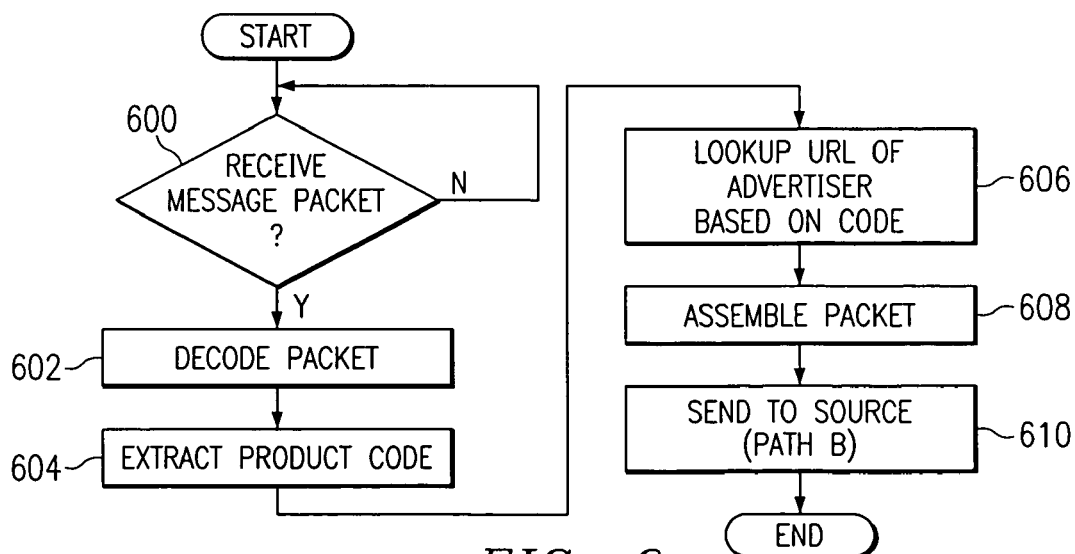 START
600
RECEIVE
MESSAGE PACKET
?
N
Y
602
DECODE PACKET
604
EXTRACT PRODUCT CODE
LOOKUP URL OF
ADVERTISER
BASED ON CODE
606
ASSEMBLE PACKET
608
SEND TO SOURCE
(PATH B)
610
END